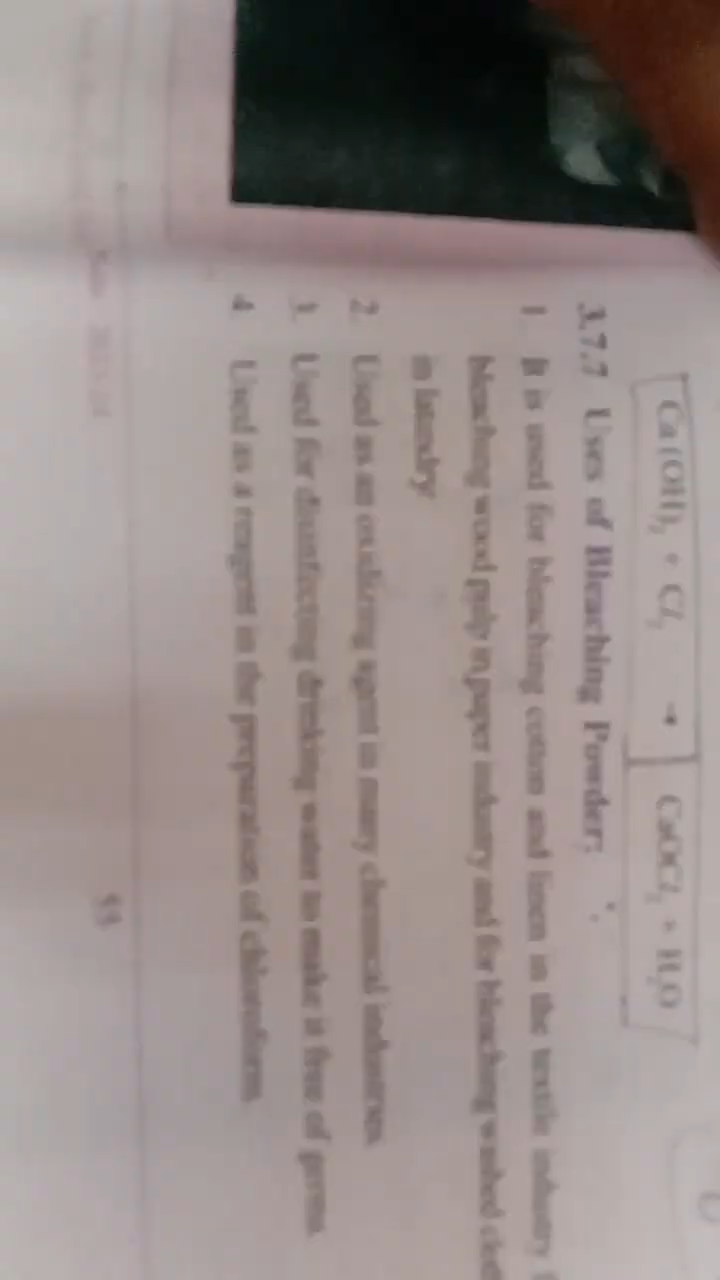 Ca(OH)₂ + Cl₂ → CaOCl₂ + H₂O
3.7.7 Uses of Bleaching Powder:
1. It is used for bleaching cotton and linen in the textile industry
bleaching wood pulp in paper industry and for bleaching washed
in laundry
2. Used as an oxidizing agent in many chemical industries
3. Used for disinfecting drinking water to make it free of germs
4. Used as a reagent in the preparation of chloroform
55